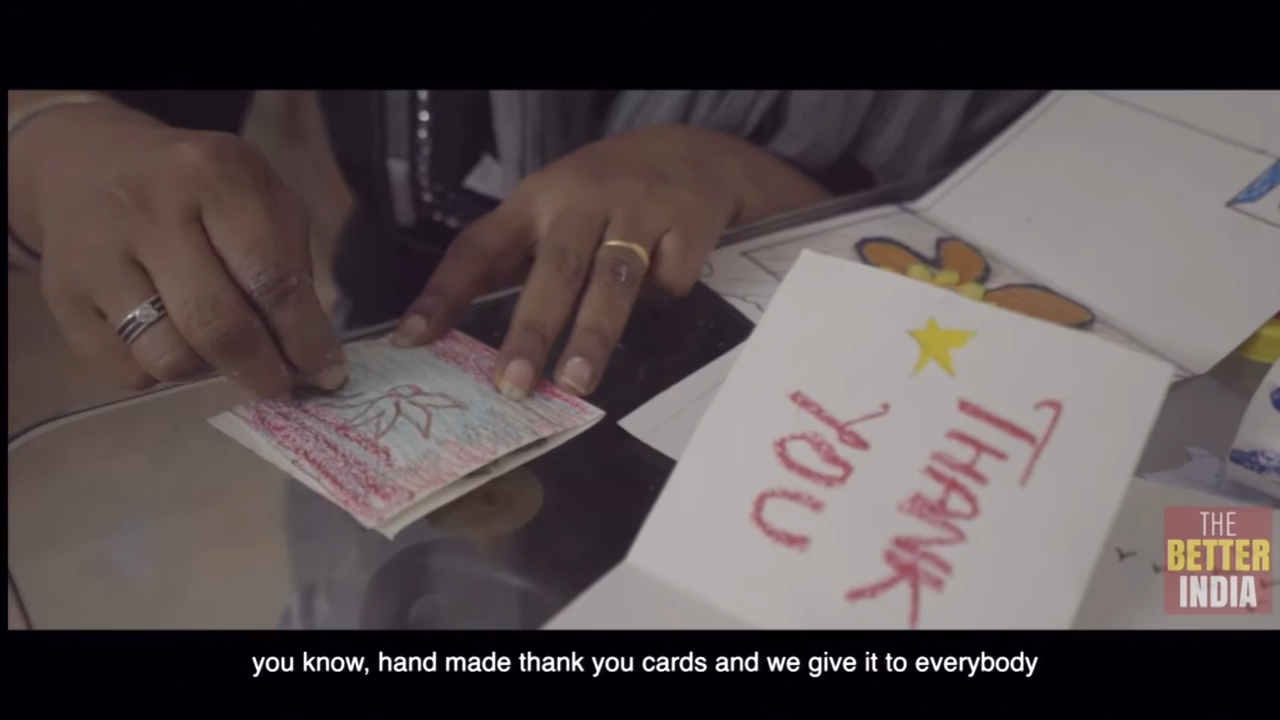 THANK
YOU
THE
BETTER
INDIA
you know, hand made thank you cards and we give it to everybody